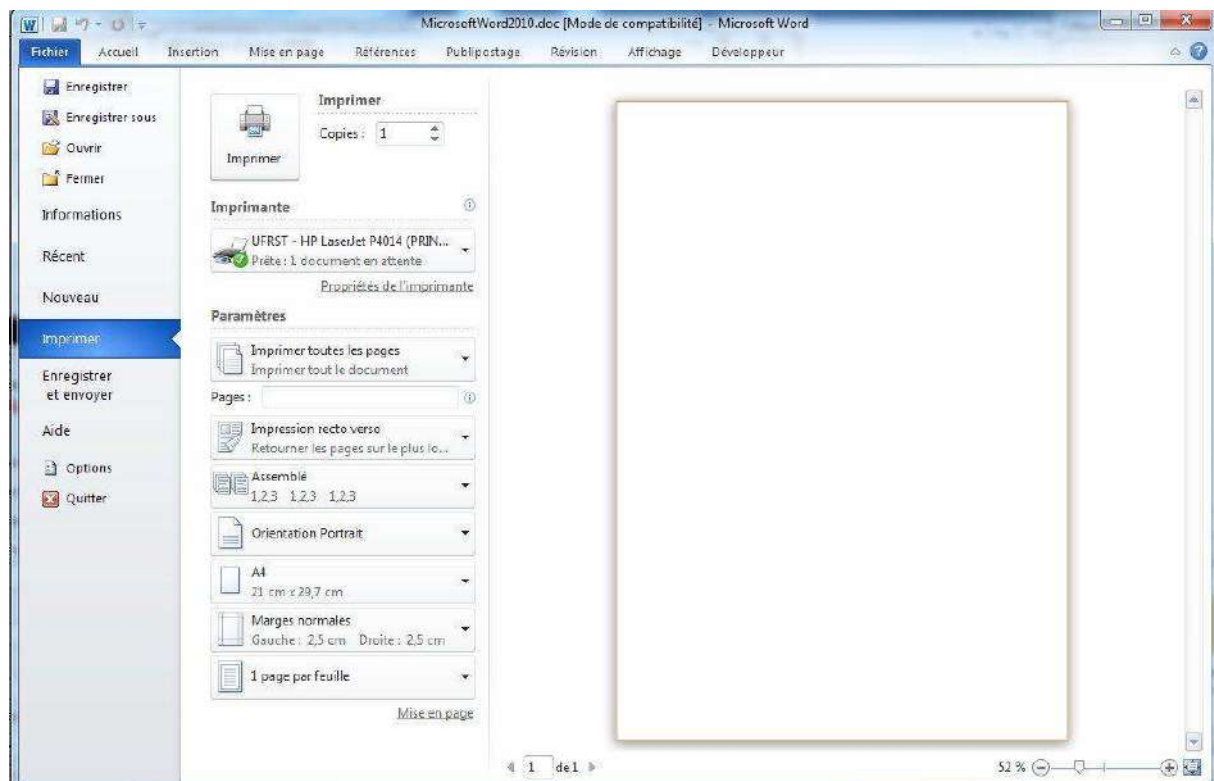 MicrosoftWord2010.doc [Mode de compatibilité] - Microsoft Word
Fichier Accueil Insertion Mise en page Références Publipostage Révision Affichage Développeur
Enregistrer
Enregistrer sous
Ouvrir
Fermer
Informations
Récent
Nouveau
Imprimer
Enregistrer
et envoyer
Aide
Options
Quitter
Imprimer
Copies : 1
Imprimer
Imprimante
UFRST - HP LaserJet P4014 (PRIN...
Prête : 1 document en attente
Propriétés de l'imprimante
Paramètres
Imprimer toutes les pages
Imprimer tout le document
Pages :
Impression recto verso
Retourner les pages sur le plus lo...
Assemblé
1,2,3 1,2,3 1,2,3
Orientation Portrait
A4
21 cm x 29,7 cm
Marges normales
Gauche : 2,5 cm Droite : 2,5 cm
1 page par feuille
Mise en page
1 de 1
52 %